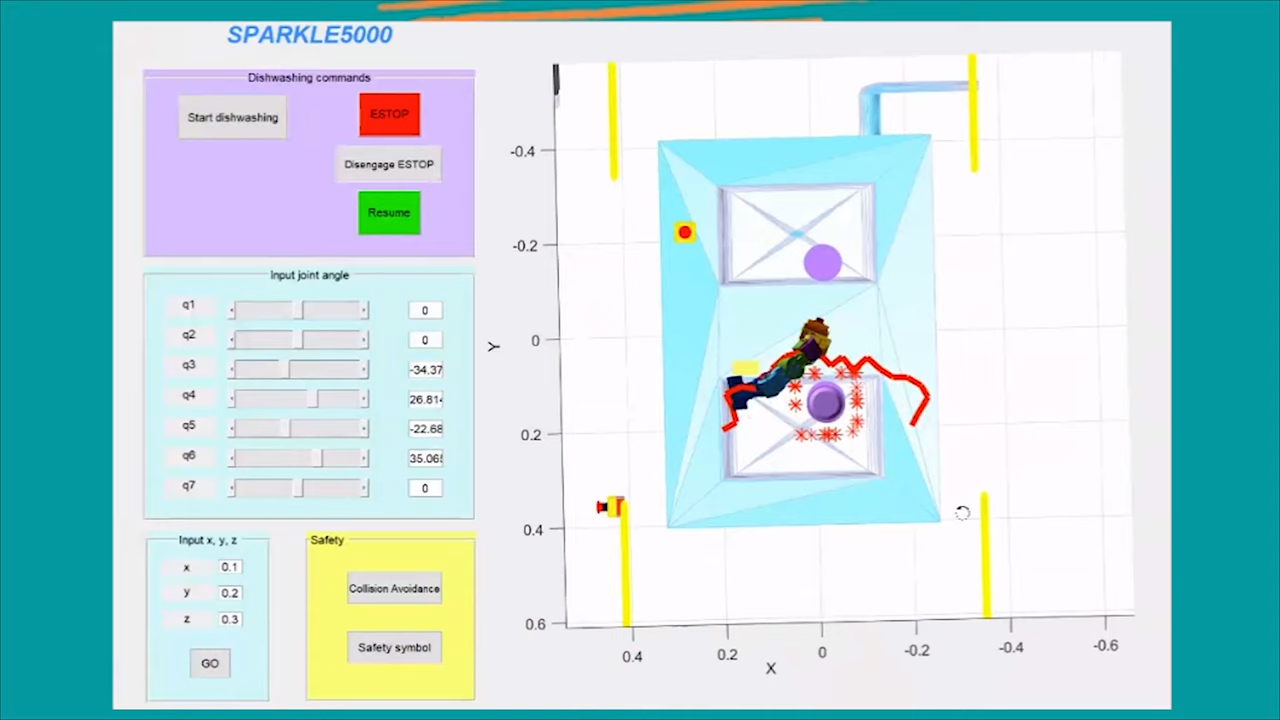 SPARKLE5000
Dishwashing commands
Start dishwashing
ESTOP
Disengage ESTOP
Resume
Input joint angle
q1 0
q2 0
q3 -34.37
q4 26.814
q5 -22.68
q6 35.065
q7 0
Input x, y, z
x 0.1
y 0.2
z 0.3
GO
Safety
Collision Avoidance
Safety symbol
-0.4
-0.2
Y
0
0.2
0.4
0.6
0.4 0.2 0 -0.2 -0.4 -0.6
X